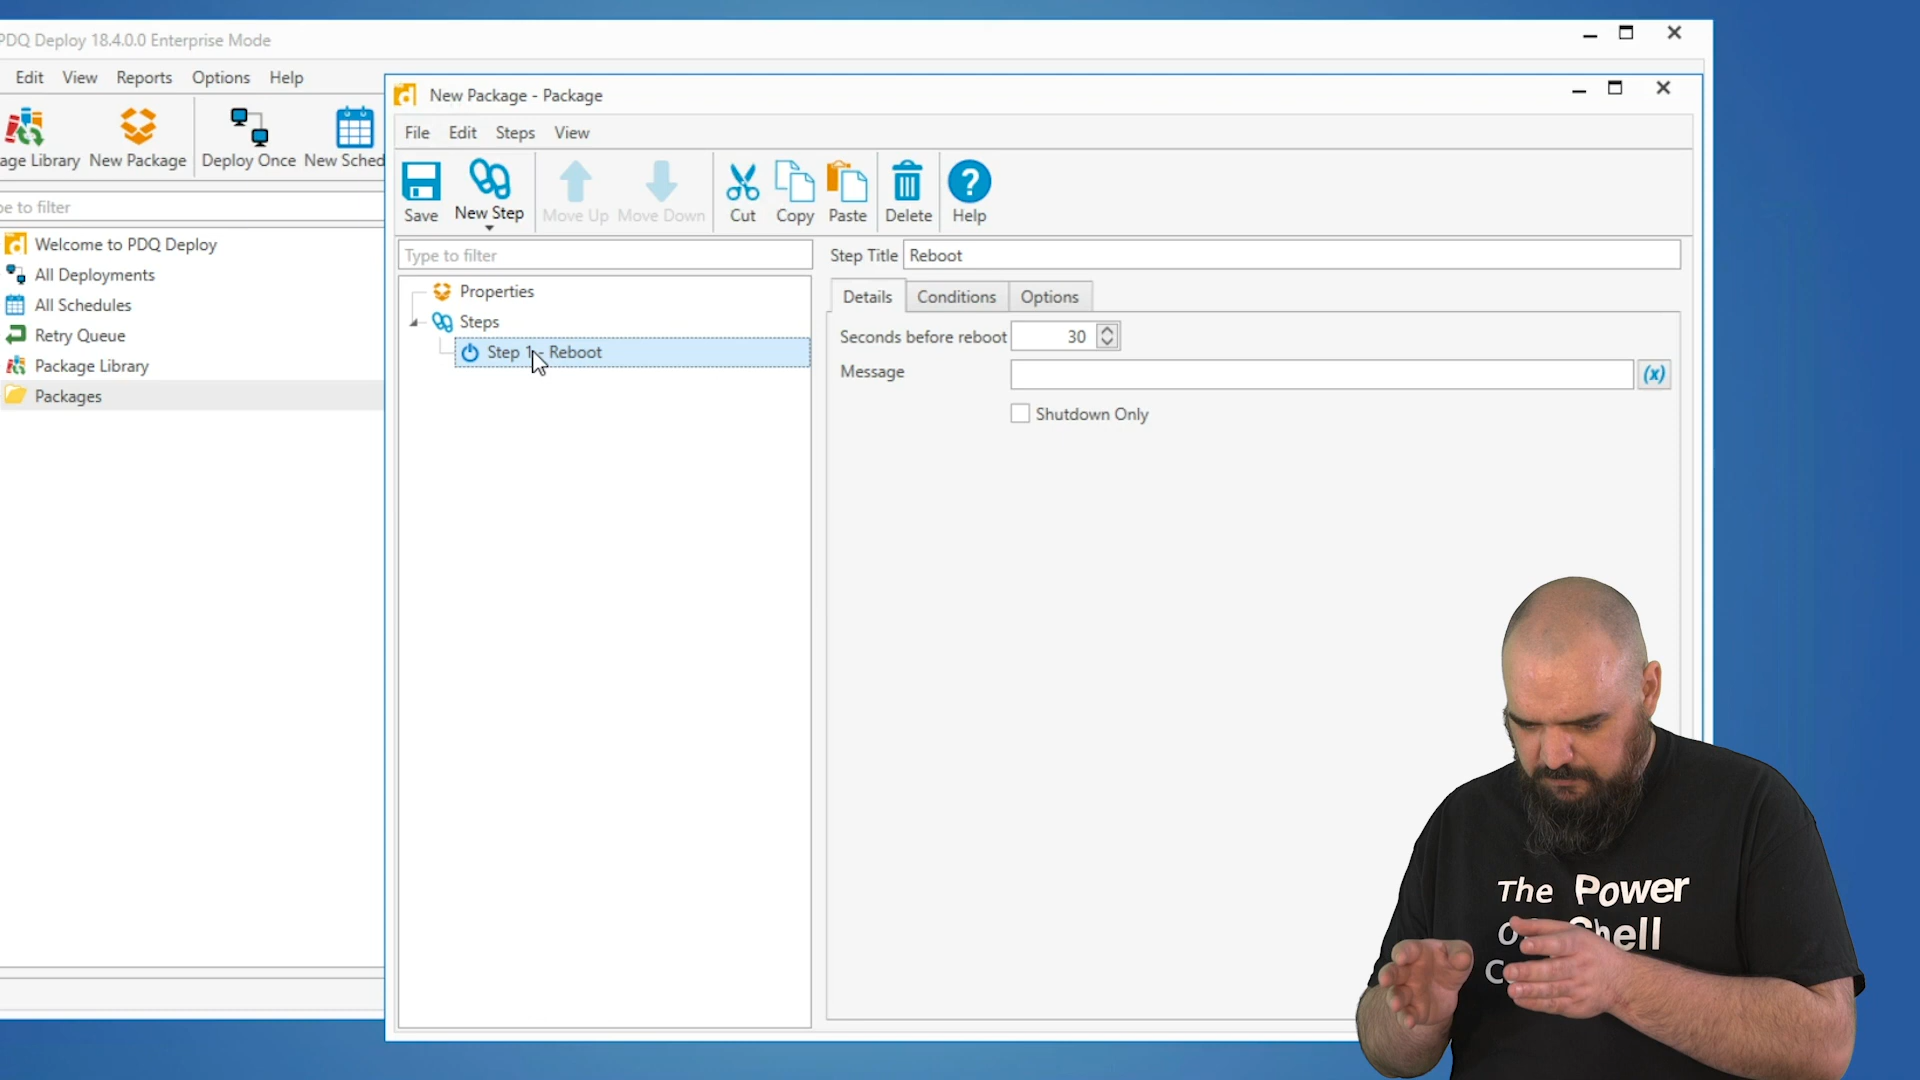 PDQ Deploy 18.4.0.0 Enterprise Mode
Edit View Reports Options Help
New Package - Package
File Edit Steps View
Library New Package Deploy Once New
Save New Step Move Up Move Down Cut Copy Paste Delete Help
to filter
Type to filter
Step Title Reboot
Welcome to PDQ Deploy
All Deployments
All Schedules
Retry Queue
Package Library
Packages
Properties
Steps
Step 1 - Reboot
Details Conditions Options
Seconds before reboot 30
Message (x)
Shutdown Only
The Power